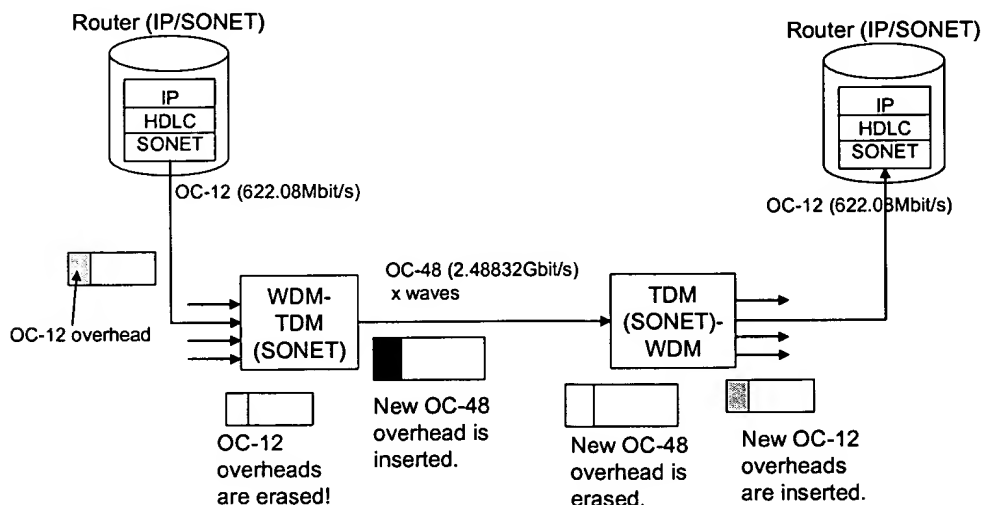 Router (IP/SONET)
IP
HDLC
SONET
OC-12 (622.08Mbit/s)
Router (IP/SONET)
IP
HDLC
SONET
OC-12 (622.08Mbit/s)
OC-12 overhead
WDM-
TDM
(SONET)
OC-48 (2.48832Gbit/s)
x waves
TDM
(SONET)-
WDM
OC-12
overheads
are erased!
New OC-48
overhead is
inserted.
New OC-48
overhead is
erased.
New OC-12
overheads
are inserted.